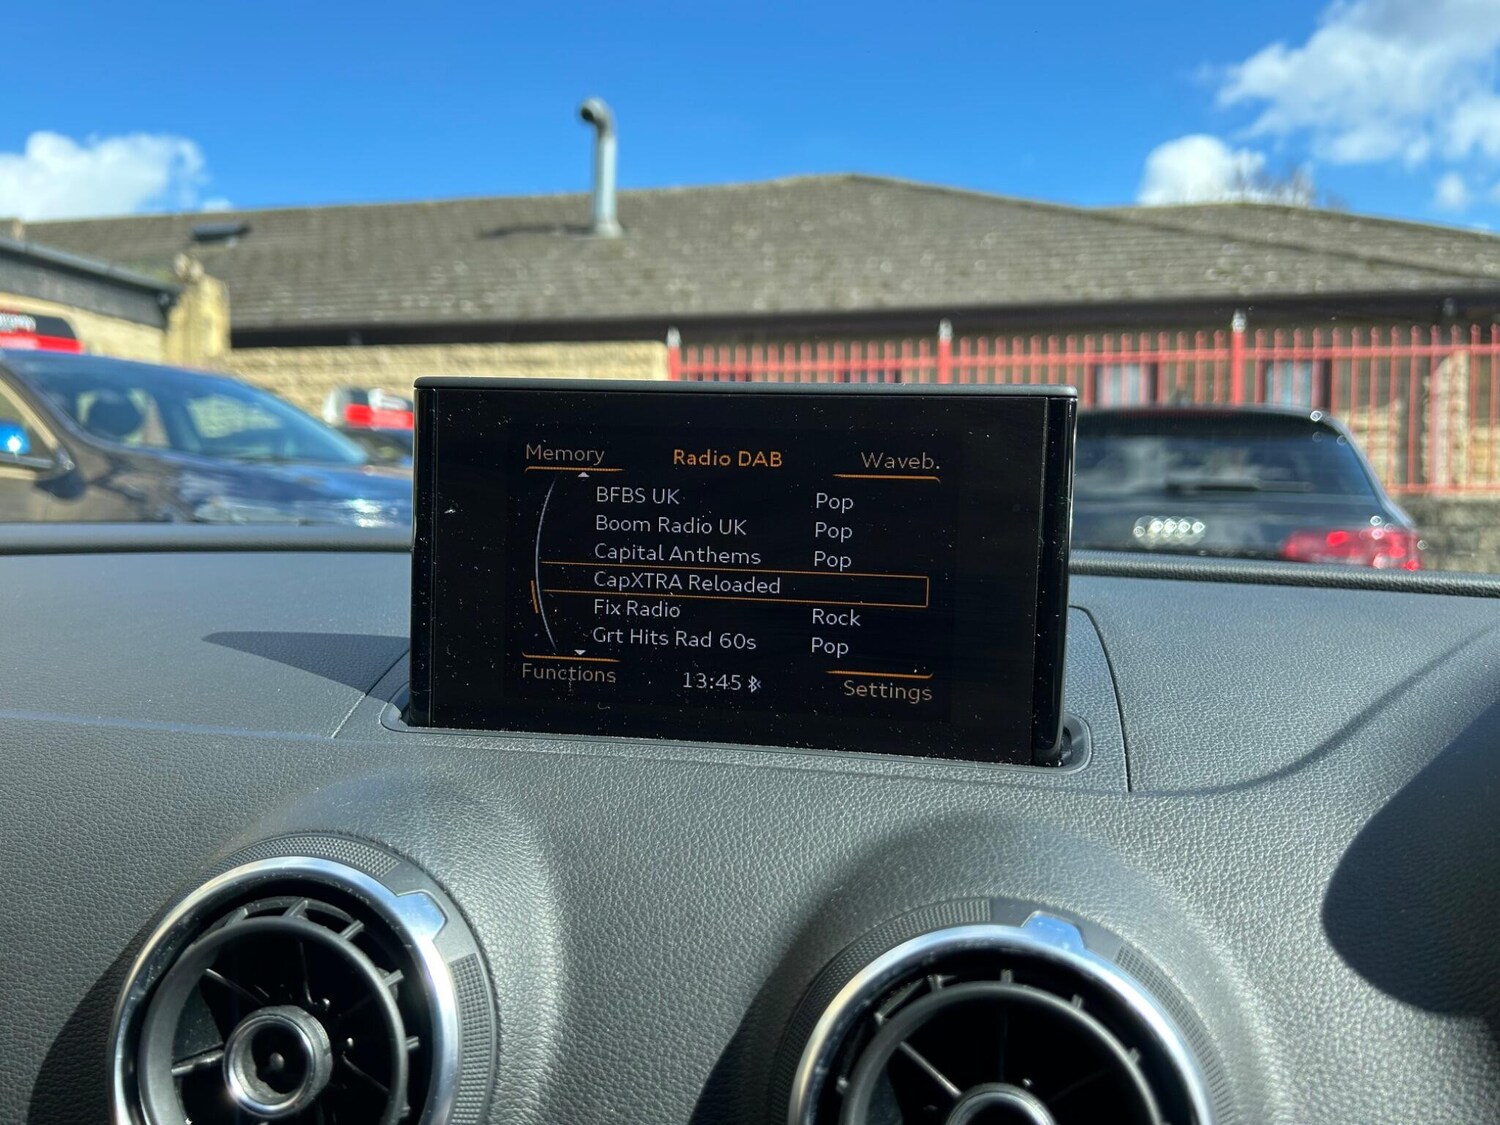 Memory Radio DAB Waveb.
BFBS UK Pop
Boom Radio UK Pop
Capital Anthems Pop
CapXTRA Reloaded
Fix Radio Rock
Grt Hits Rad 60s Pop
Functions 13:45 Settings